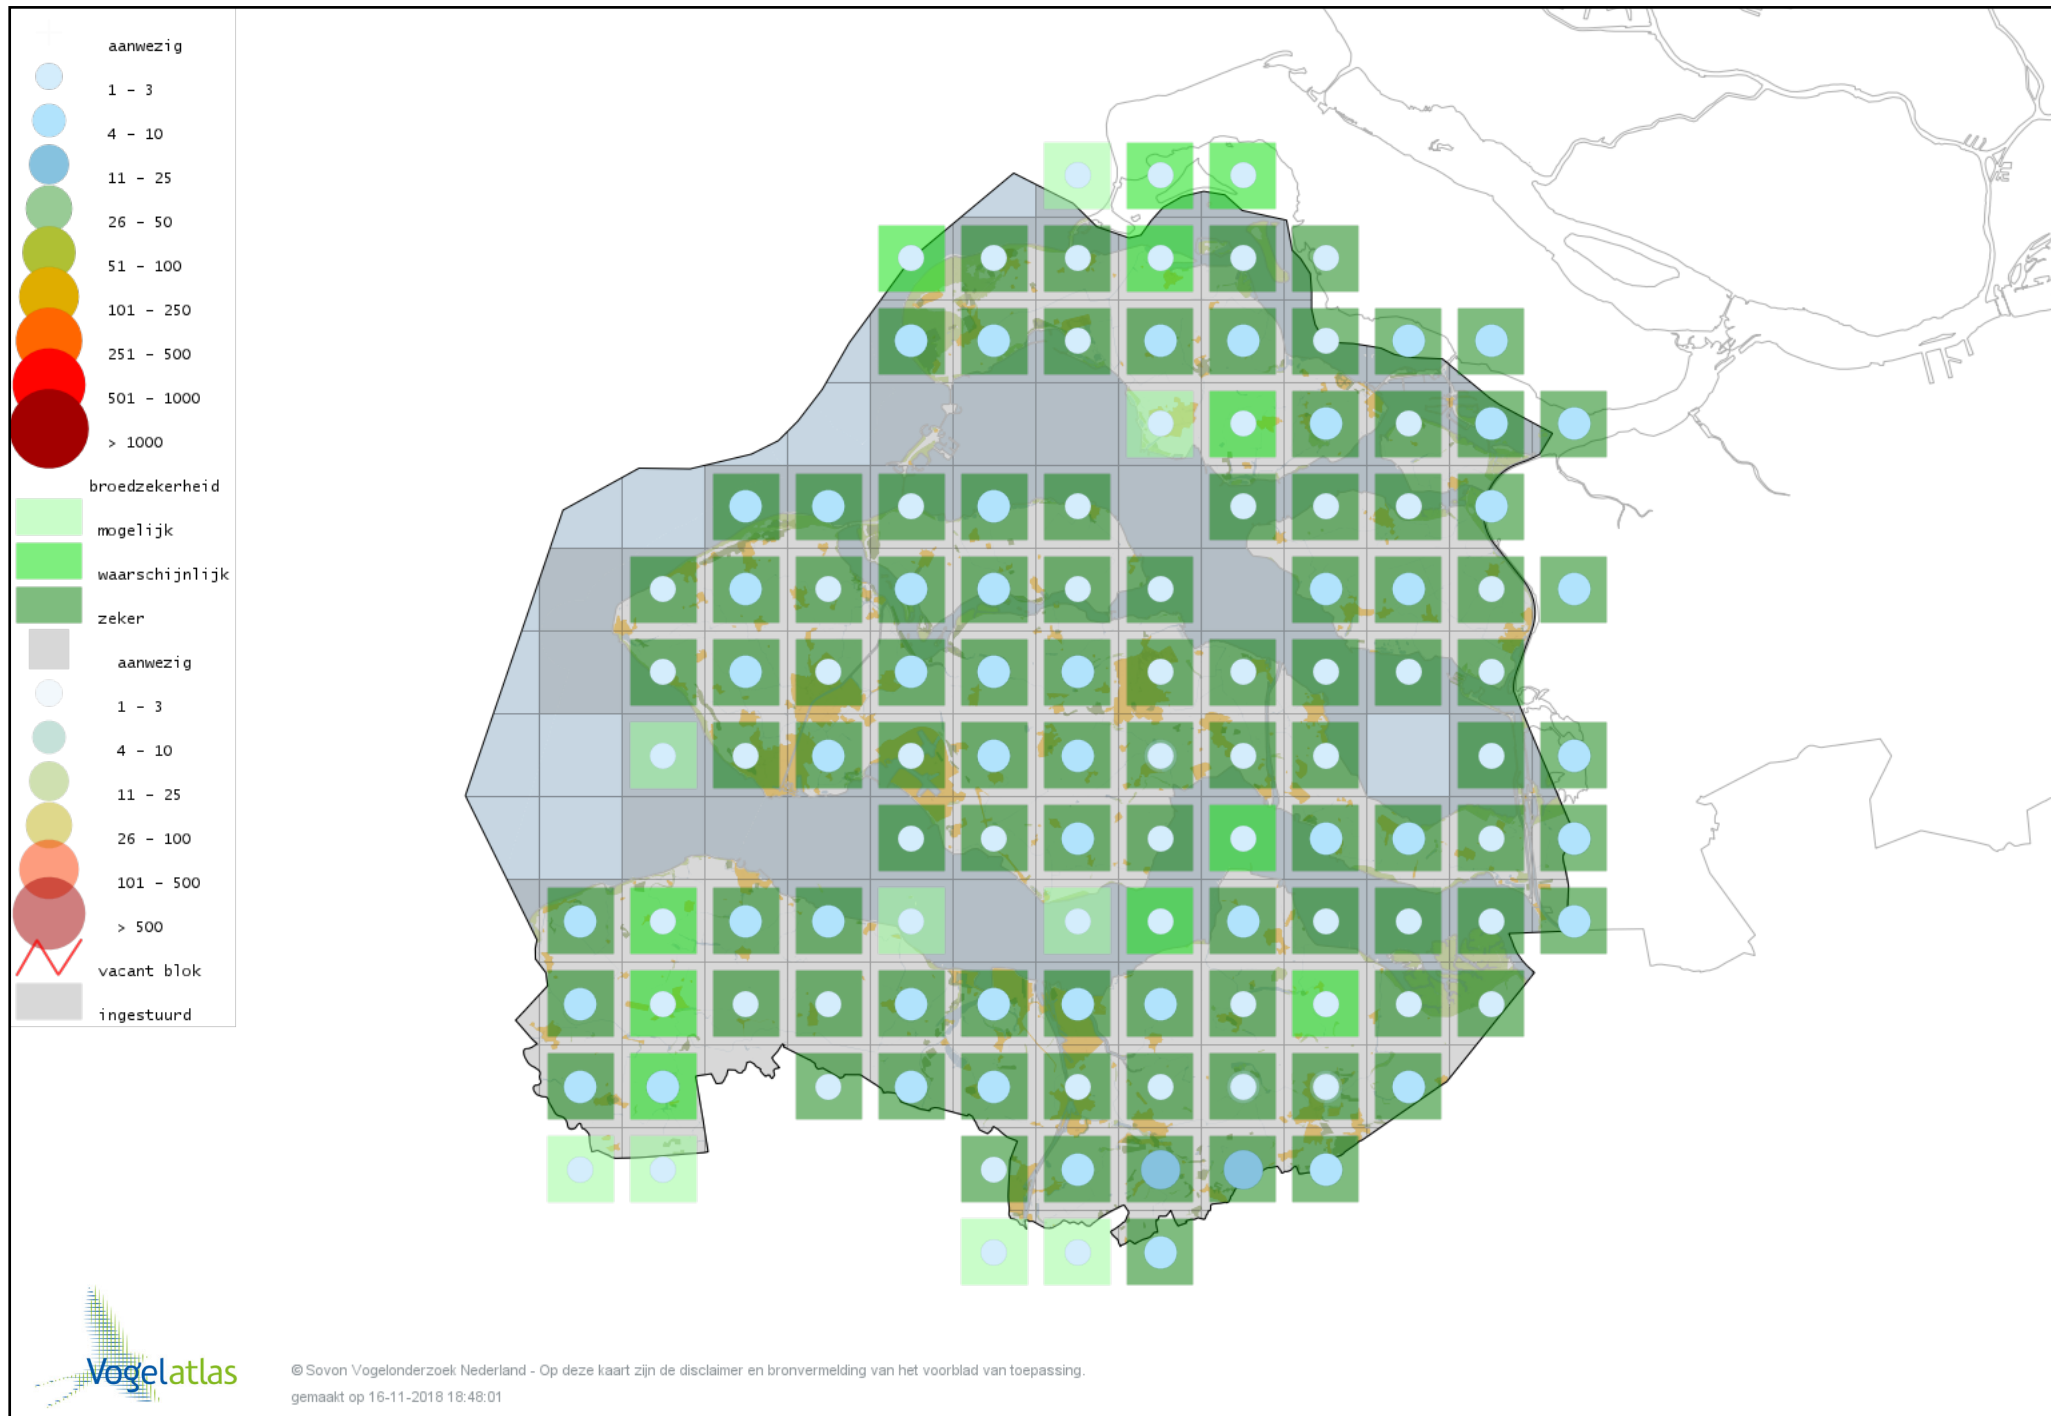 aanwezig
1 - 3
4 - 10
11 - 25
26 - 50
51 - 100
101 - 250
251 - 500
501 - 1000
> 1000
broedzekerheid
mogelijk
waarschijnlijk
zeker
aanwezig
1 - 3
4 - 10
11 - 25
26 - 100
101 - 500
> 500
vacant blok
ingestuurd
Vogelatlas
© Sovon Vogelonderzoek Nederland - Op deze kaart zijn de disclaimer en bronvermelding van het voorblad van toepassing.
gemaakt op 16-11-2018 18:48:01